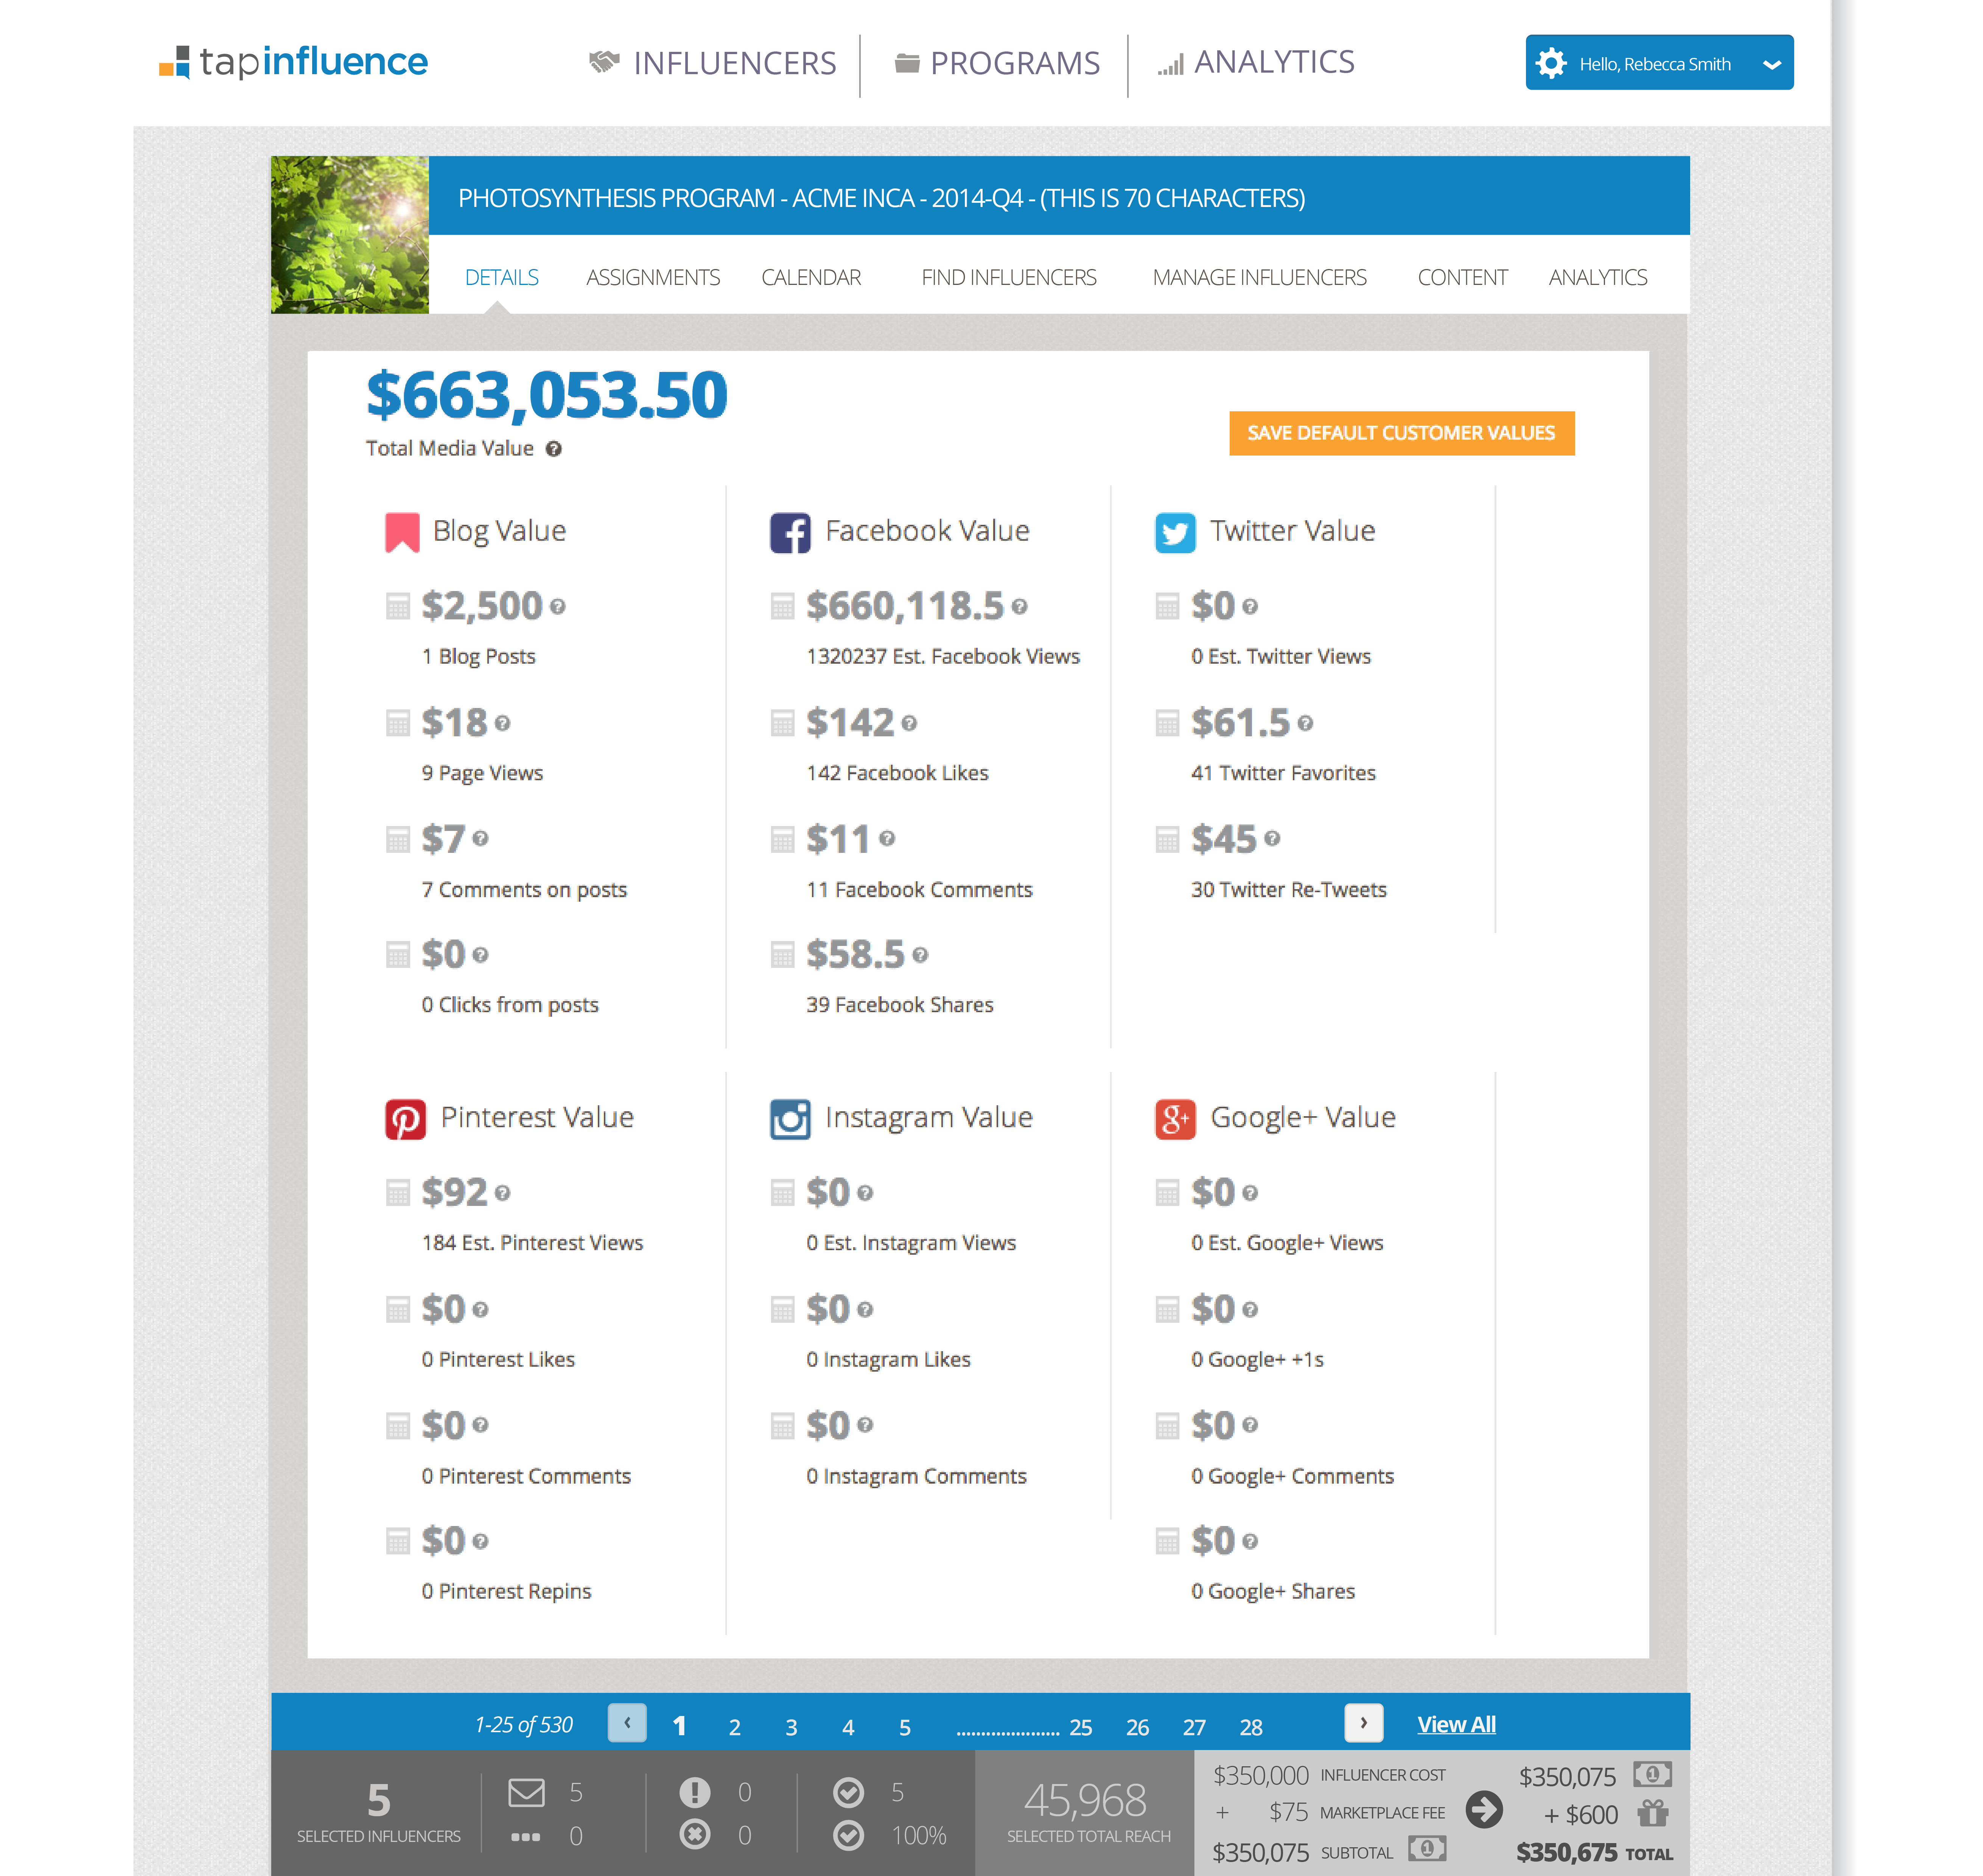 tapinfluence
INFLUENCERS
PROGRAMS
ANALYTICS
Hello, Rebecca Smith
PHOTOSYNTHESIS PROGRAM - ACME INCA - 2014-Q4 - (THIS IS 70 CHARACTERS)
DETAILS ASSIGNMENTS CALENDAR FIND INFLUENCERS MANAGE INFLUENCERS CONTENT ANALYTICS
$663,053.50
Total Media Value ?
SAVE DEFAULT CUSTOMER VALUES
Blog Value
$2,500 ?
1 Blog Posts
$18 ?
9 Page Views
$7 ?
7 Comments on posts
$0 ?
0 Clicks from posts
Facebook Value
$660,118.5 ?
1320237 Est. Facebook Views
$142 ?
142 Facebook Likes
$11 ?
11 Facebook Comments
$58.5 ?
39 Facebook Shares
Twitter Value
$0 ?
0 Est. Twitter Views
$61.5 ?
41 Twitter Favorites
$45 ?
30 Twitter Re-Tweets
Pinterest Value
$92 ?
184 Est. Pinterest Views
$0 ?
0 Pinterest Likes
$0 ?
0 Pinterest Comments
$0 ?
0 Pinterest Repins
Instagram Value
$0 ?
0 Est. Instagram Views
$0 ?
0 Instagram Likes
$0 ?
0 Instagram Comments
g+ Google+ Value
$0 ?
0 Est. Google+ Views
$0 ?
0 Google+ +1s
$0 ?
0 Google+ Comments
$0 ?
0 Google+ Shares
1-25 of 530 ‹ 1 2 3 4 5 ..................... 25 26 27 28 › View All
5
SELECTED INFLUENCERS
5
0
0
0
5
100%
45,968
SELECTED TOTAL REACH
$350,000 INFLUENCER COST
+ $75 MARKETPLACE FEE
$350,075 SUBTOTAL
$350,075
+ $600
$350,675 TOTAL